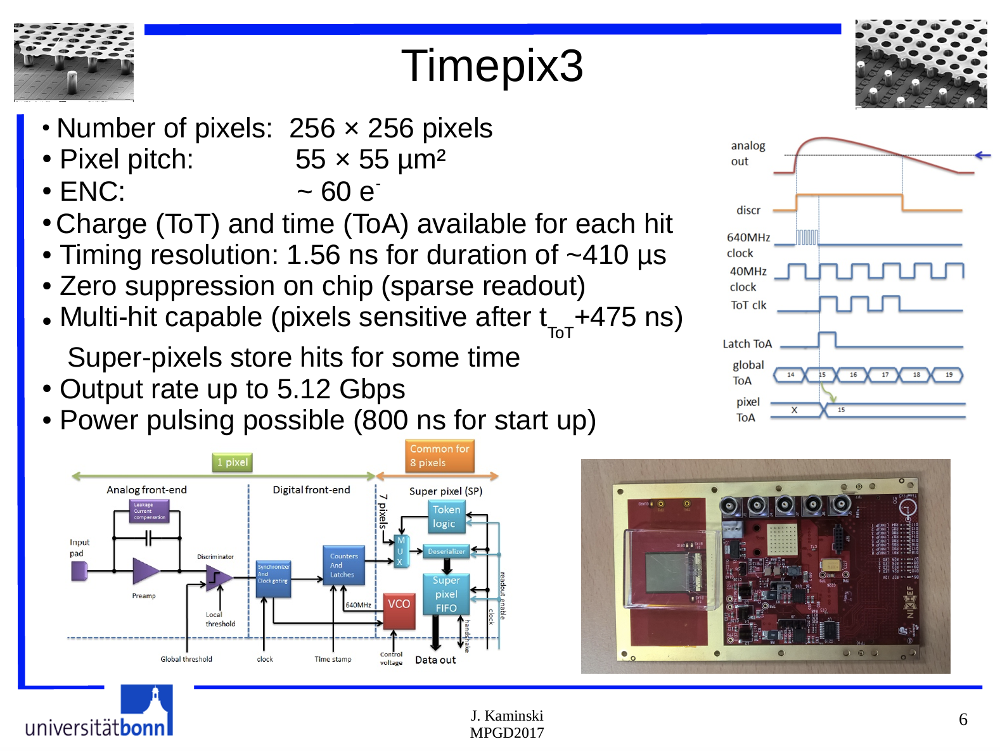 Timepix3
• Number of pixels: 256 × 256 pixels
• Pixel pitch: 55 × 55 µm²
• ENC: ~ 60 e-
• Charge (ToT) and time (ToA) available for each hit
• Timing resolution: 1.56 ns for duration of ~410 µs
• Zero suppression on chip (sparse readout)
• Multi-hit capable (pixels sensitive after tToT+475 ns)
Super-pixels store hits for some time
• Output rate up to 5.12 Gbps
• Power pulsing possible (800 ns for start up)
analog
out
discr
640MHz
clock
40MHz
clock
ToT clk
Latch ToA
global
ToA
14 15 16 17 18 19
pixel
ToA
X 15
1 pixel
Common for
8 pixels
Analog front-end
Digital front-end
Super pixel (SP)
Leakage
Current
compensation
7 pixels
Token
logic
Input
pad
Discriminator
Preamp
Local
threshold
Synchronizer
And
Clock gating
Counters
And
Latches
MUX
Deserializer
Super
pixel
FIFO
640MHz
VCO
readout enable
clock
handshake
Global threshold
clock
Time stamp
Control
voltage
Data out
NIKHEF
universitätbonn
J. Kaminski
MPGD2017
6